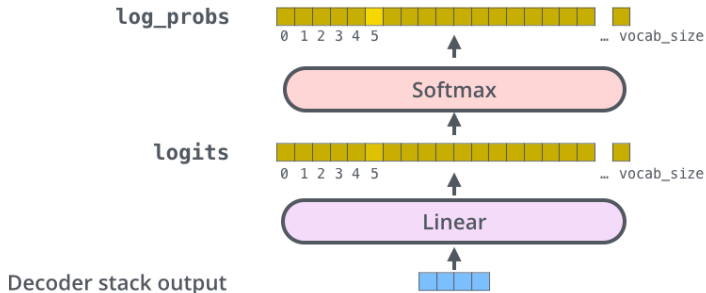 log_probs
0 1 2 3 4 5 … vocab_size
Softmax
logits
0 1 2 3 4 5 … vocab_size
Linear
Decoder stack output